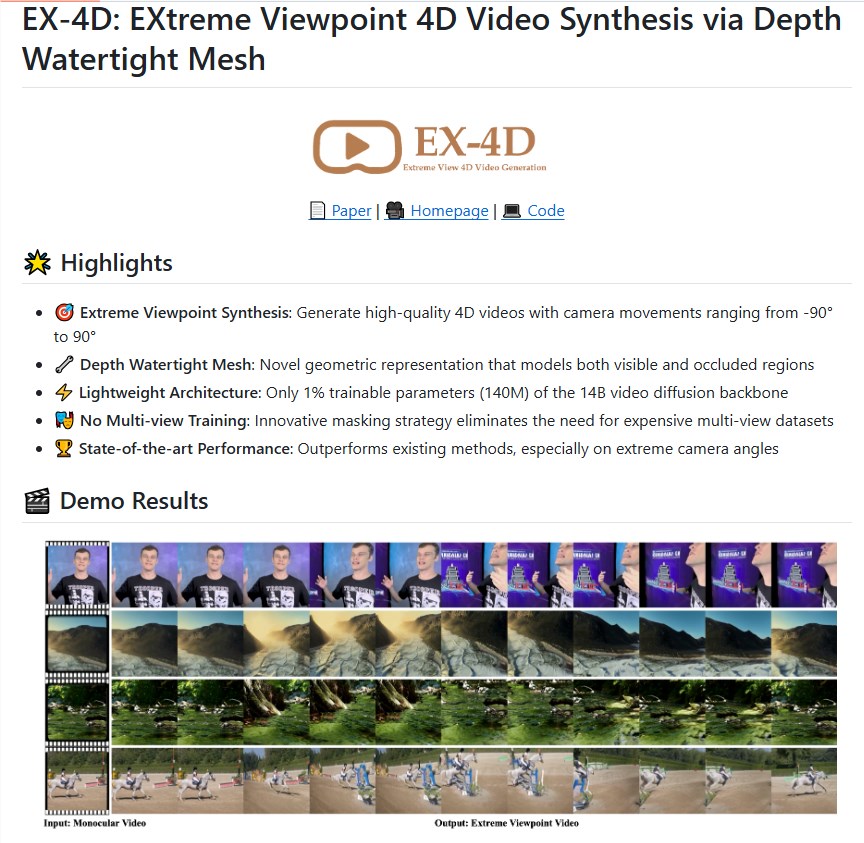 EX-4D: EXtreme Viewpoint 4D Video Synthesis via Depth
Watertight Mesh
EX-4D
Extreme View 4D Video Generation
Paper | Homepage | Code
Highlights
Extreme Viewpoint Synthesis: Generate high-quality 4D videos with camera movements ranging from -90°
to 90°
Depth Watertight Mesh: Novel geometric representation that models both visible and occluded regions
Lightweight Architecture: Only 1% trainable parameters (140M) of the 14B video diffusion backbone
No Multi-view Training: Innovative masking strategy eliminates the need for expensive multi-view datasets
State-of-the-art Performance: Outperforms existing methods, especially on extreme camera angles
Demo Results
Input: Monocular Video
Output: Extreme Viewpoint Video